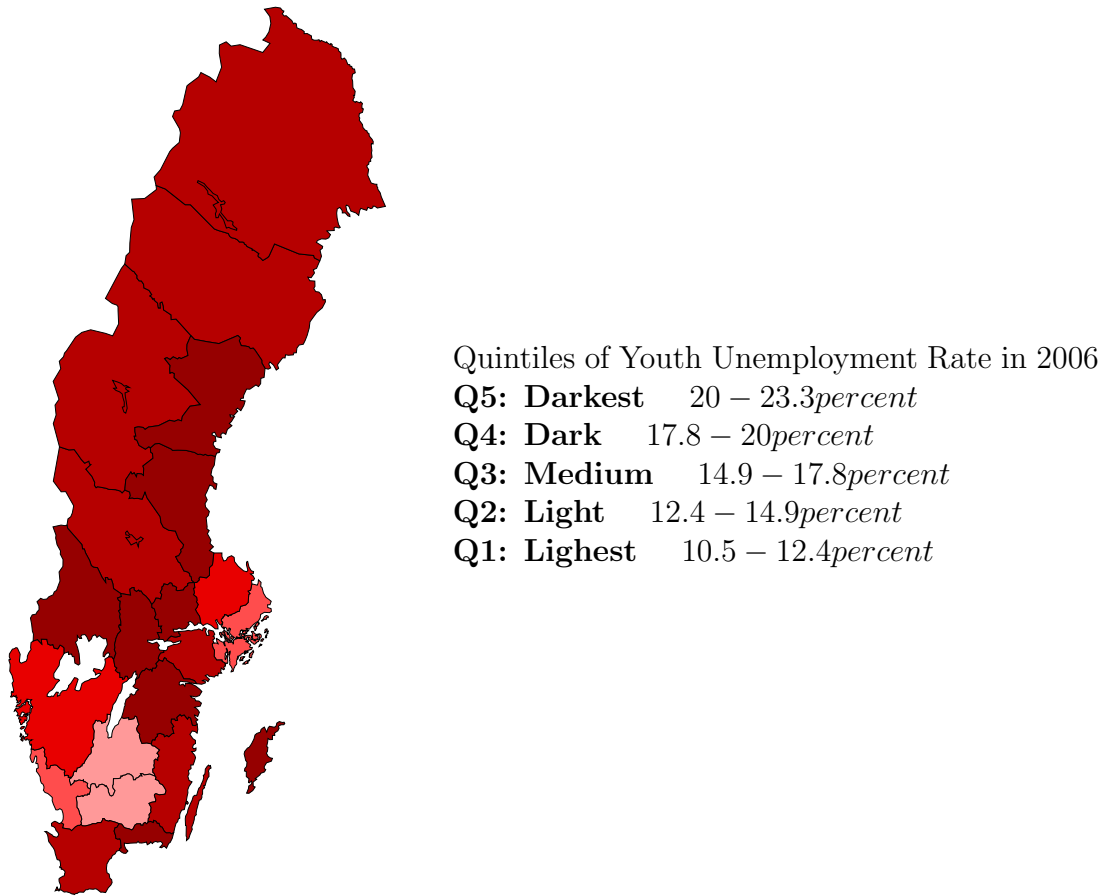 Quintiles of Youth Unemployment Rate in 2006
Q5: Darkest 20 − 23.3percent
Q4: Dark 17.8 − 20percent
Q3: Medium 14.9 − 17.8percent
Q2: Light 12.4 − 14.9percent
Q1: Lighest 10.5 − 12.4percent